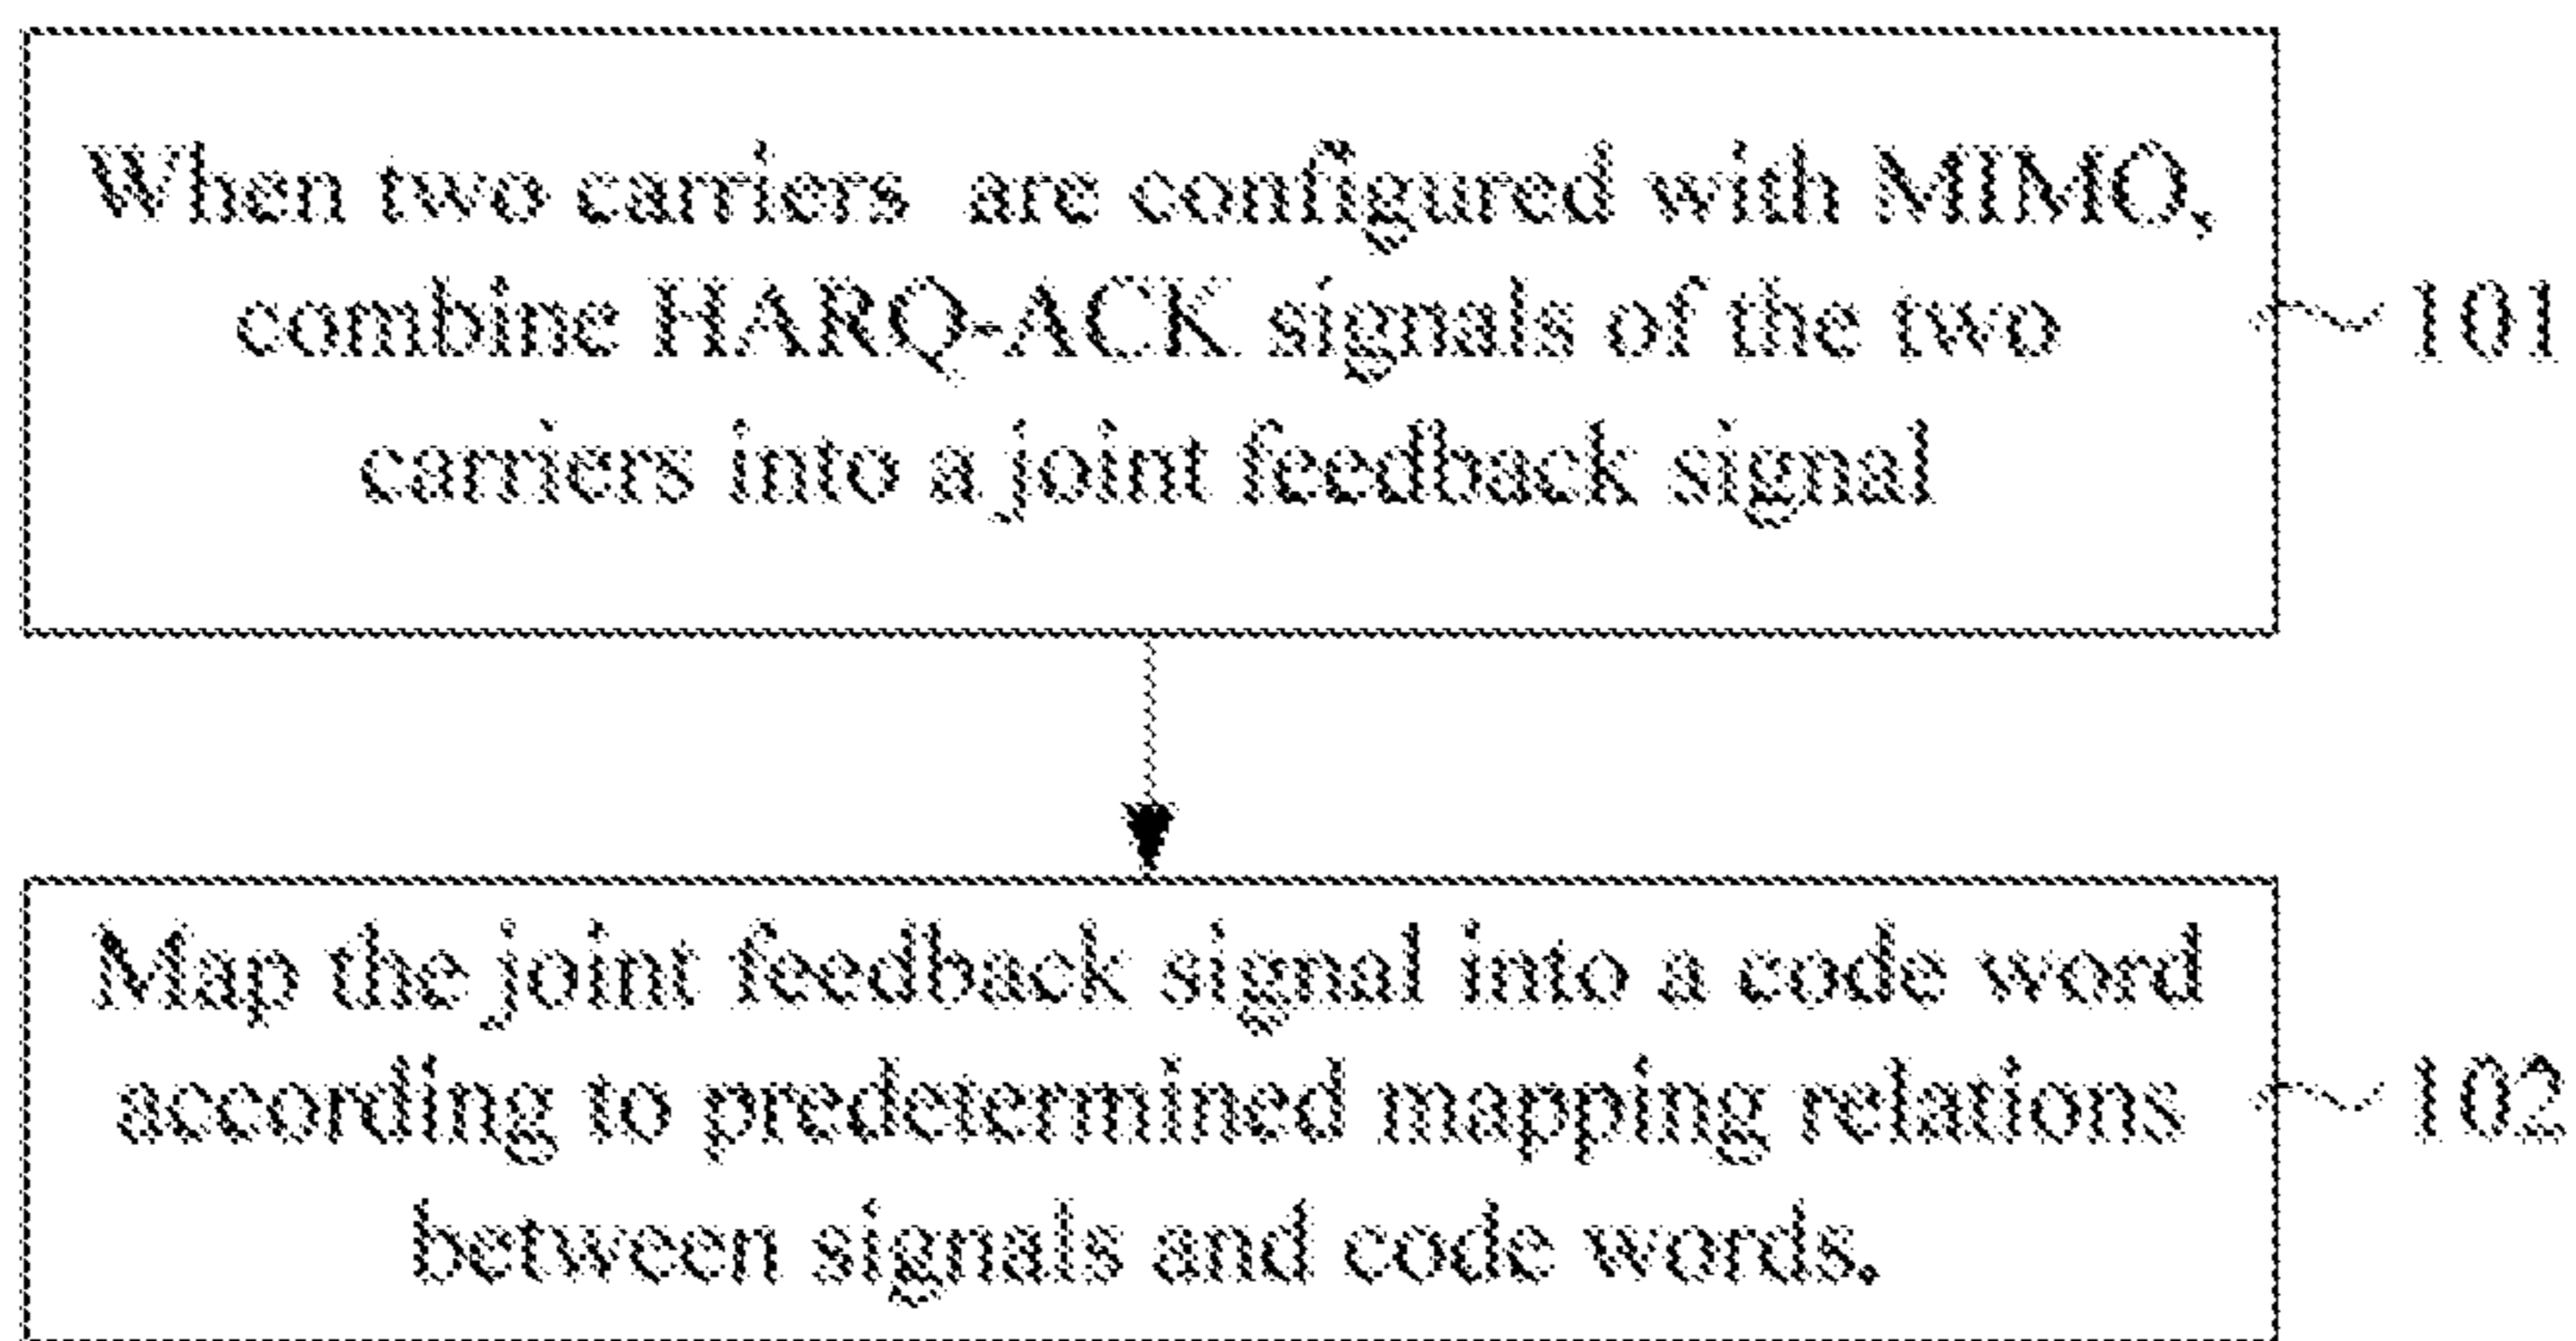 When two carriers are configured with MIMO,
combine HARQ-ACK signals of the two
carriers into a joint feedback signal
101
Map the joint feedback signal into a code word
according to predetermined mapping relations
between signals and code words.
102